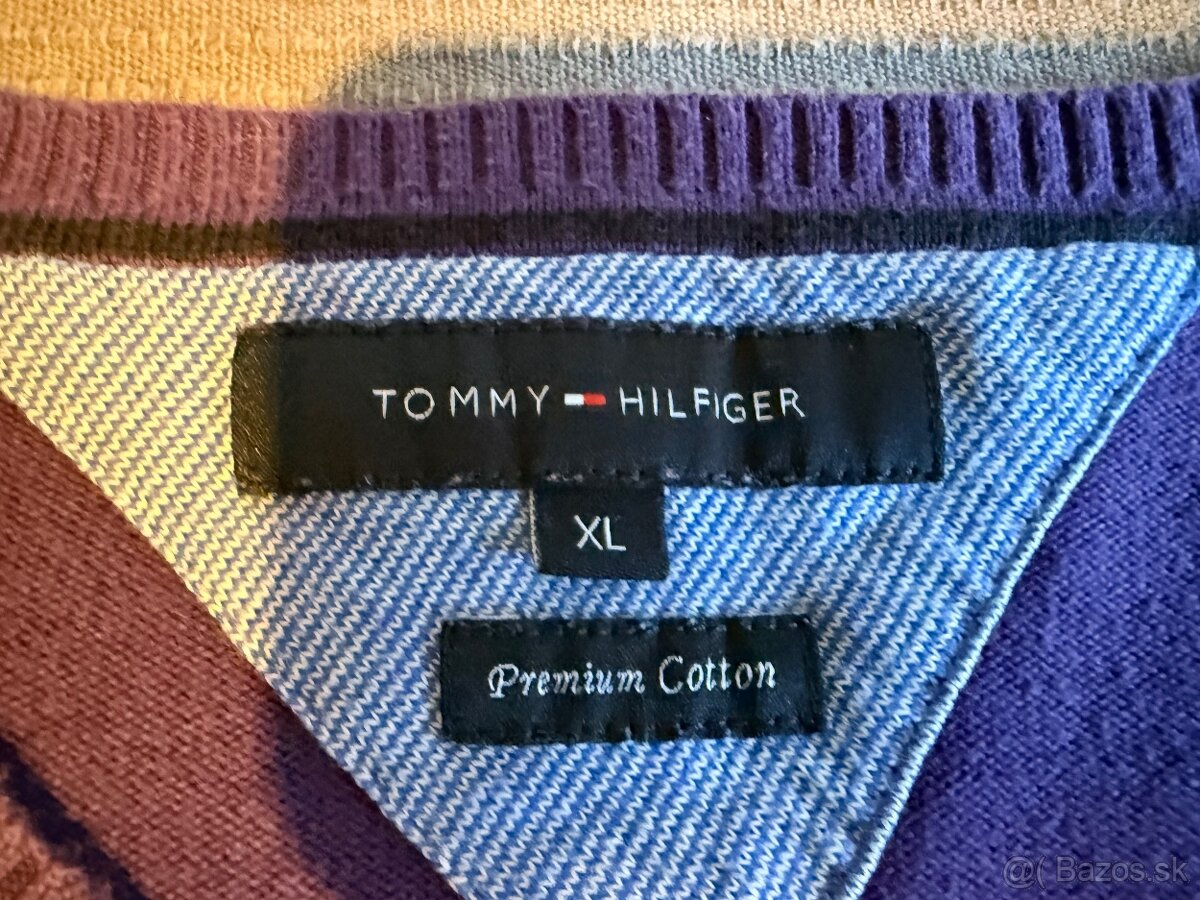 TOMMY HILFIGER
XL
Premium Cotton
@( Bazos.sk